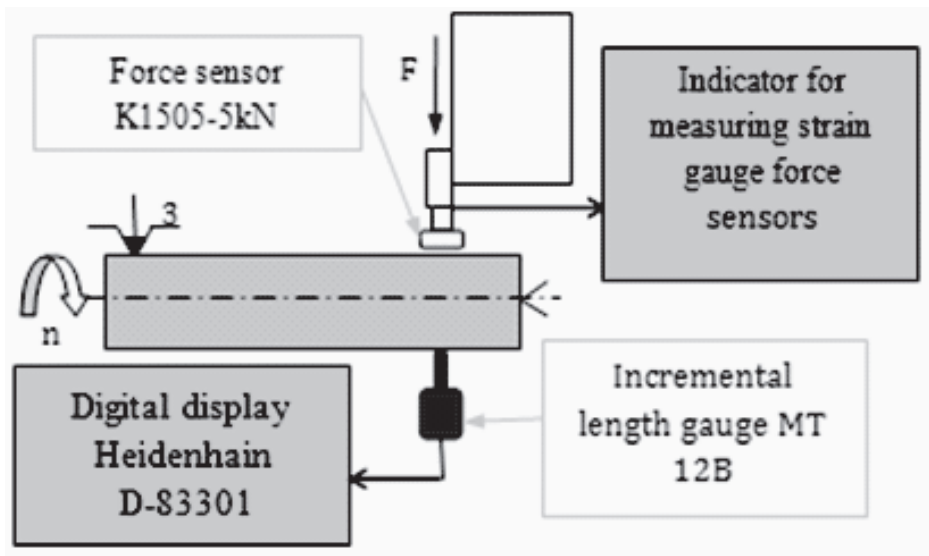 Force sensor
K1505-5kN
F
Indicator for
measuring strain
gauge force
sensors
3
n
Digital display
Heidenhain
D-83301
Incremental
length gauge MT
12B